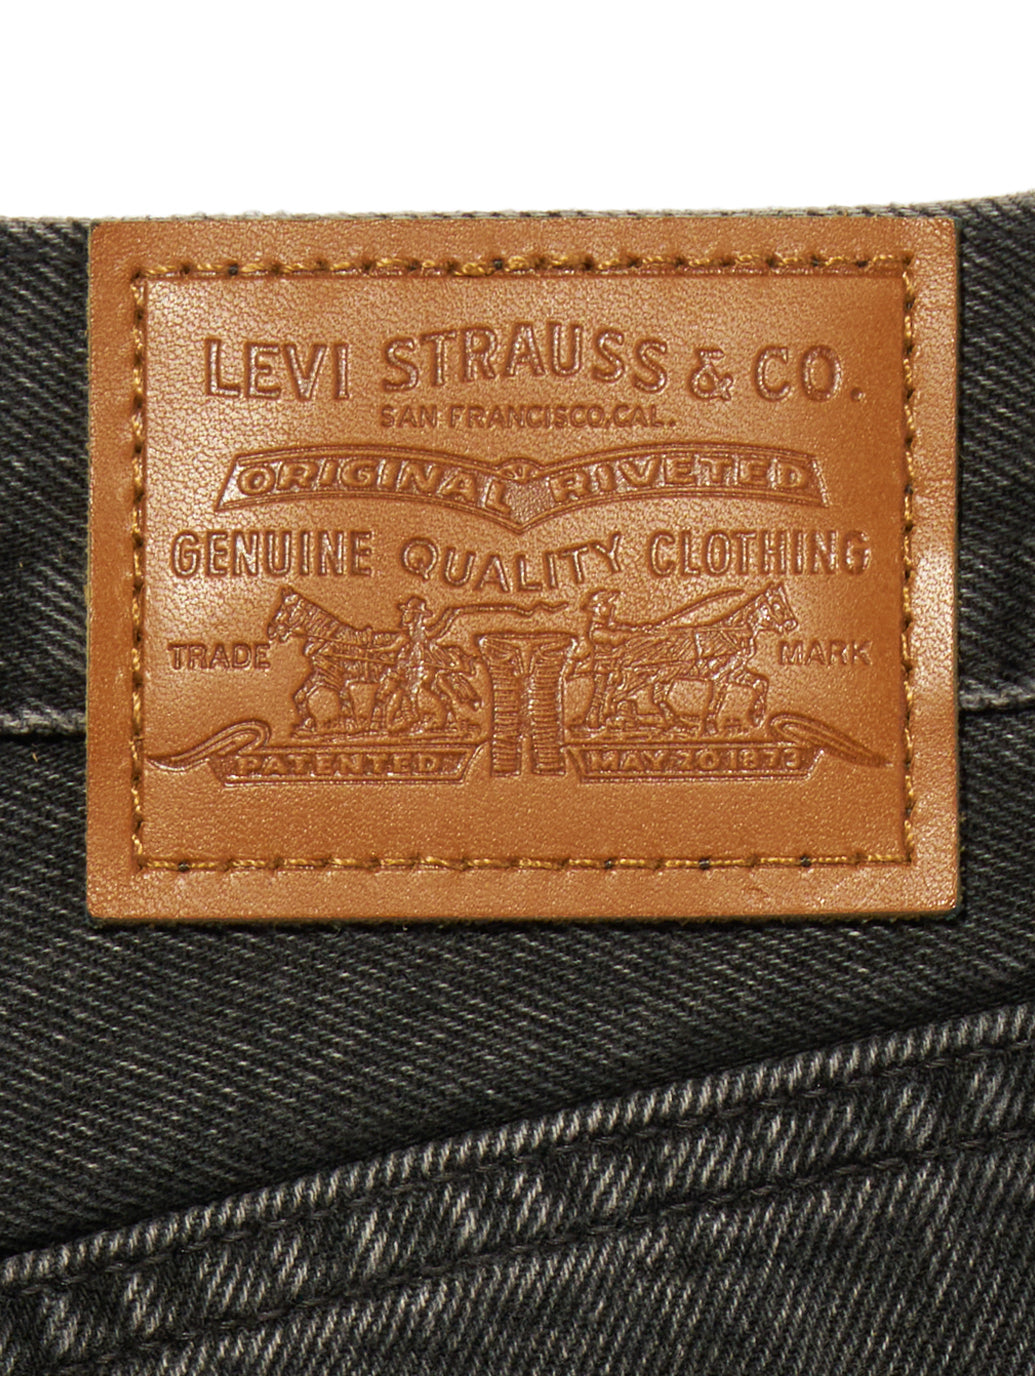 LEVI STRAUSS & CO.
SAN FRANCISCO, CAL.
ORIGINAL RIVETED
GENUINE QUALITY CLOTHING
TRADE MARK
PATENTED MAY 20 1873